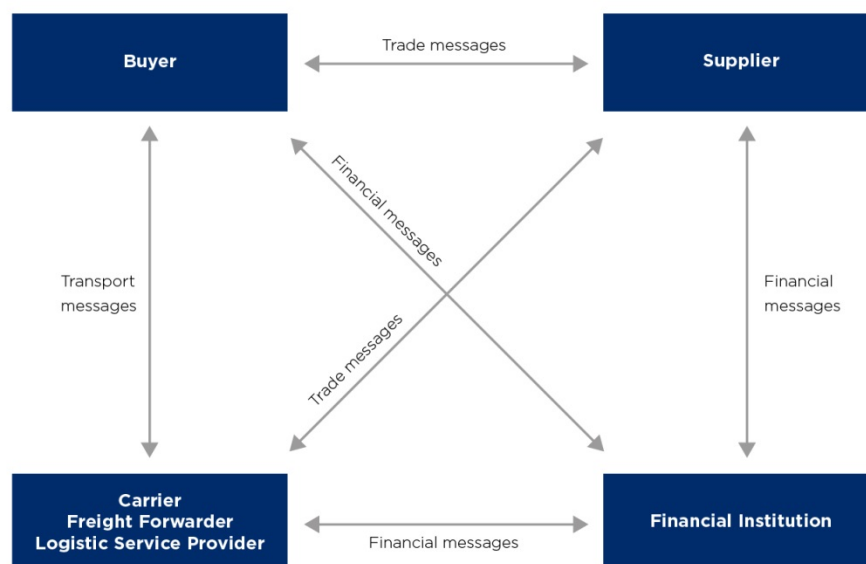 Buyer
Trade messages
Supplier
Financial messages
Transport
messages
Financial
messages
Trade messages
Carrier
Freight Forwarder
Logistic Service Provider
Financial messages
Financial Institution